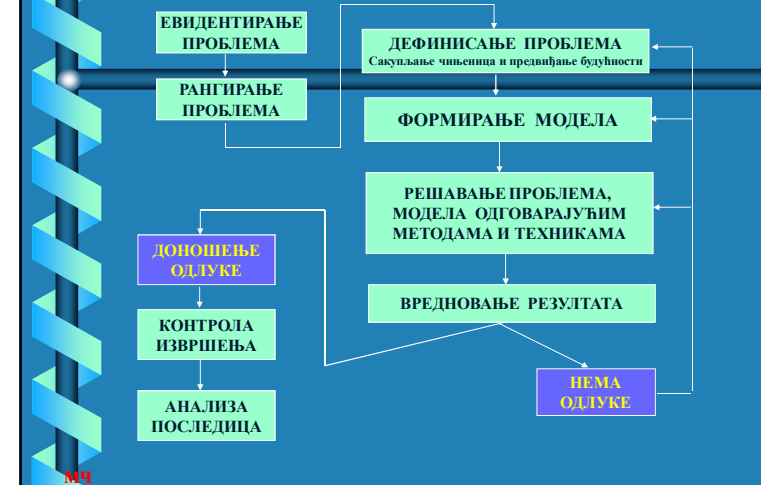 ЕВИДЕНТИРАЊЕ
ПРОБЛЕМА
РАНГИРАЊЕ
ПРОБЛЕМА
ДЕФИНИСАЊЕ ПРОБЛЕМА
Сакупљање чињеница и предвиђање будућности
ФОРМИРАЊЕ МОДЕЛА
РЕШАВАЊЕ ПРОБЛЕМА,
МОДЕЛА ОДГОВАРАЈУЋИМ
МЕТОДАМА И ТЕХНИКАМА
ВРЕДНОВАЊЕ РЕЗУЛТАТА
ДОНОШЕЊЕ
ОДЛУКЕ
КОНТРОЛА
ИЗВРШЕЊА
АНАЛИЗА
ПОСЛЕДИЦА
НЕМА
ОДЛУКЕ
МЧ